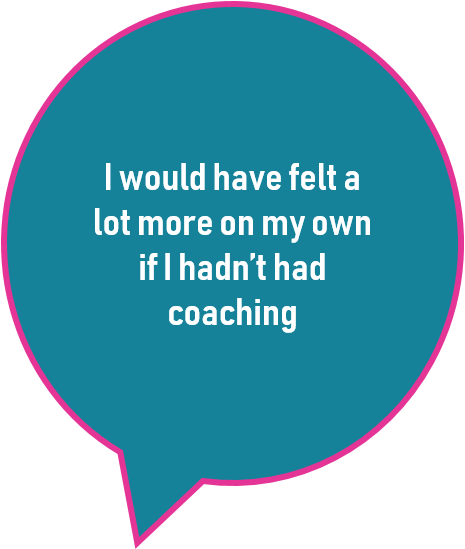 I would have felt a
lot more on my own
if I hadn’t had
coaching